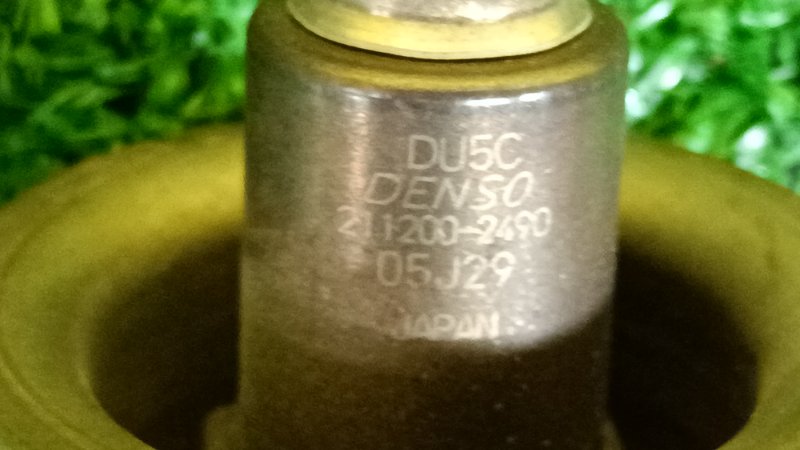 DU5C
DENSO
211200-2490
05J29
JAPAN